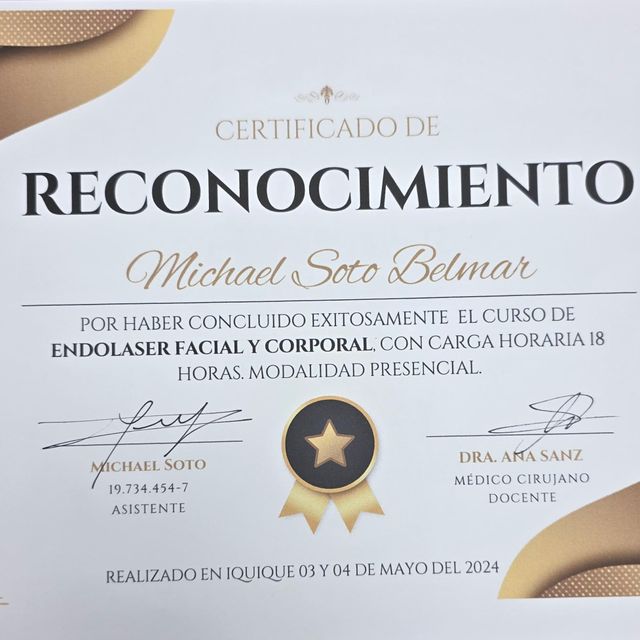 CERTIFICADO DE
RECONOCIMIENTO
Michael Soto Belmar
POR HABER CONCLUIDO EXITOSAMENTE EL CURSO DE
ENDOLASER FACIAL Y CORPORAL, CON CARGA HORARIA 18
HORAS. MODALIDAD PRESENCIAL.
MICHAEL SOTO
19.734.454-7
ASISTENTE
DRA. ANA SANZ
MÉDICO CIRUJANO
DOCENTE
REALIZADO EN IQUIQUE 03 Y 04 DE MAYO DEL 2024